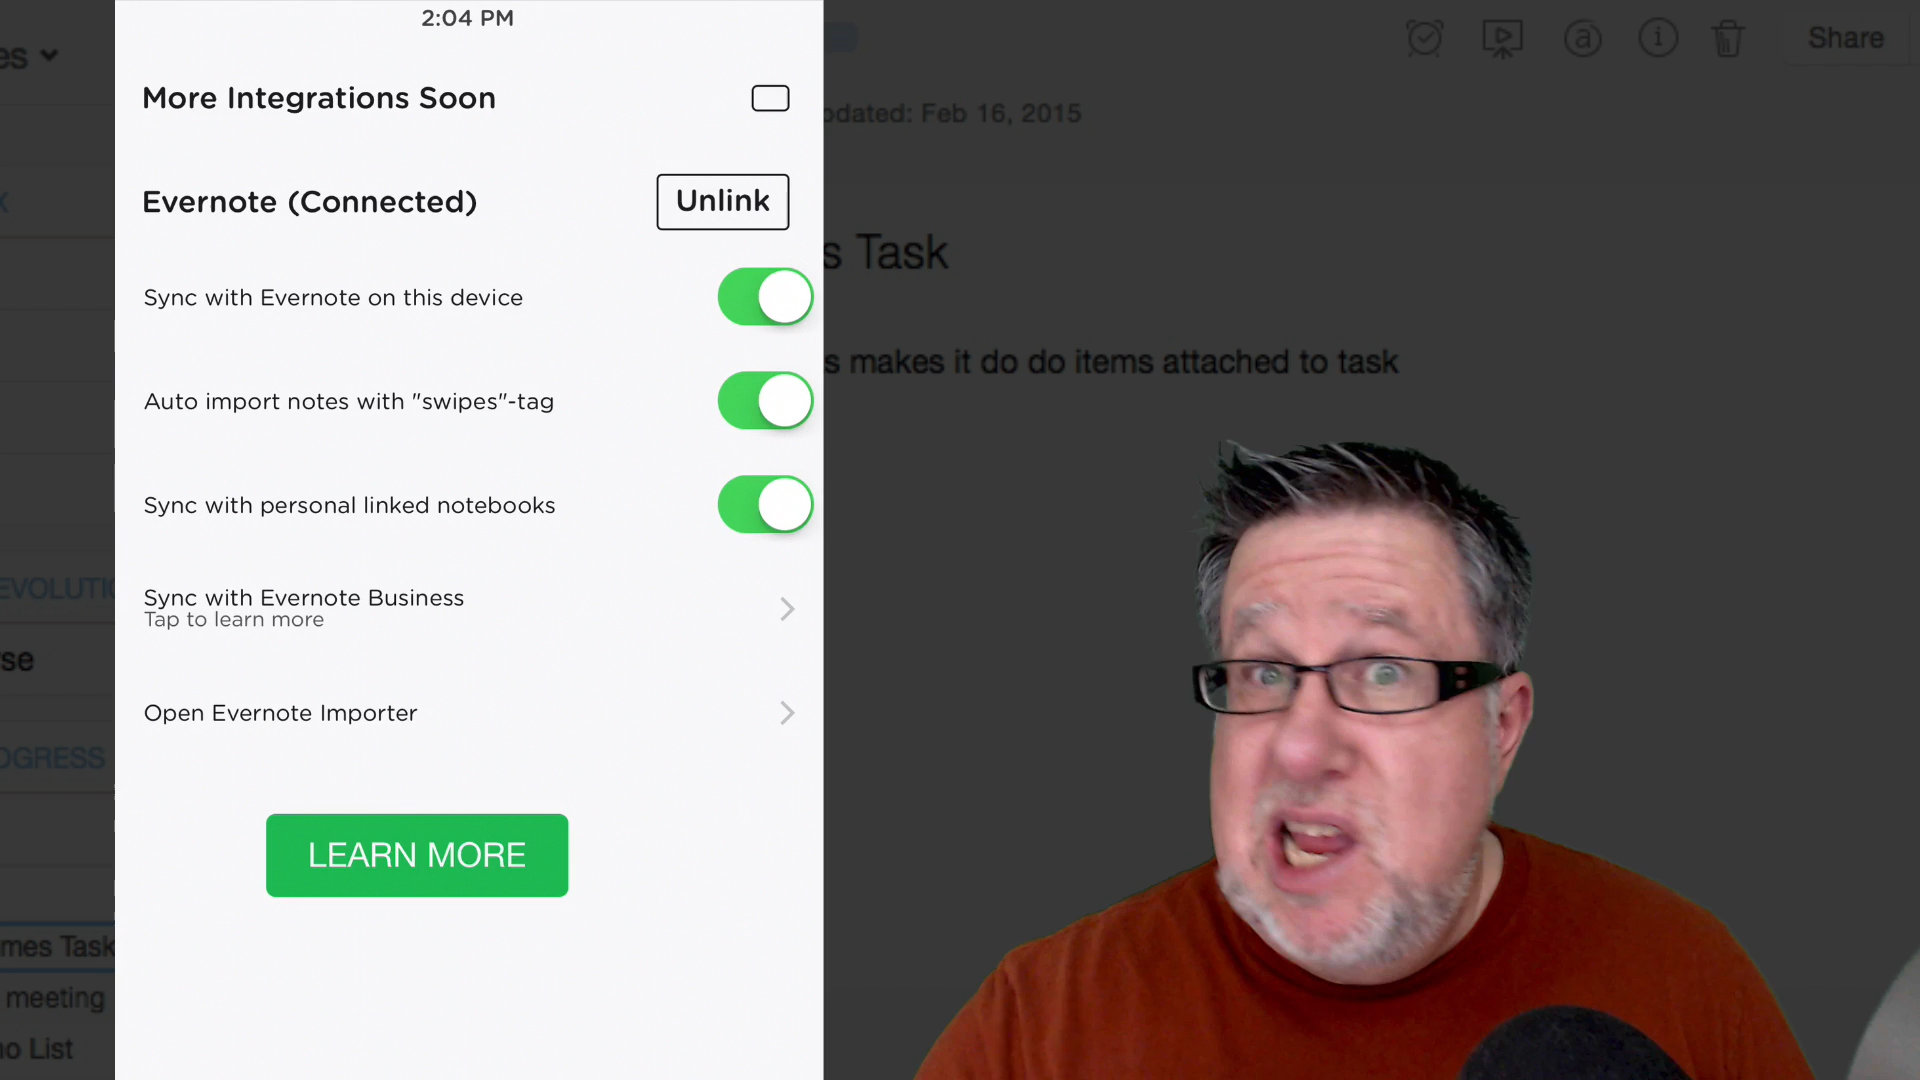 2:04 PM
More Integrations Soon
Evernote (Connected)
Unlink
Sync with Evernote on this device
Auto import notes with "swipes"-tag
Sync with personal linked notebooks
Sync with Evernote Business
Tap to learn more
Open Evernote Importer
LEARN MORE
es
EVOLUTIO
rse
OGRESS
mes Task
meeting
o List
Share
dated: Feb 16, 2015
s Task
s makes it do do items attached to task